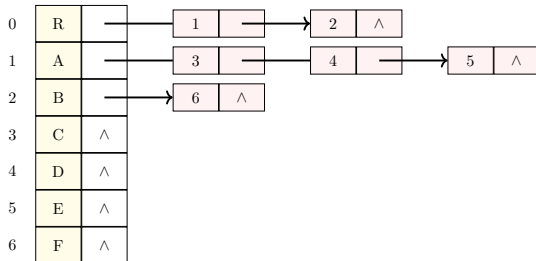 0 R 1 2 ∧
1 A 3 4 5 ∧
2 B 6 ∧
3 C ∧
4 D ∧
5 E ∧
6 F ∧